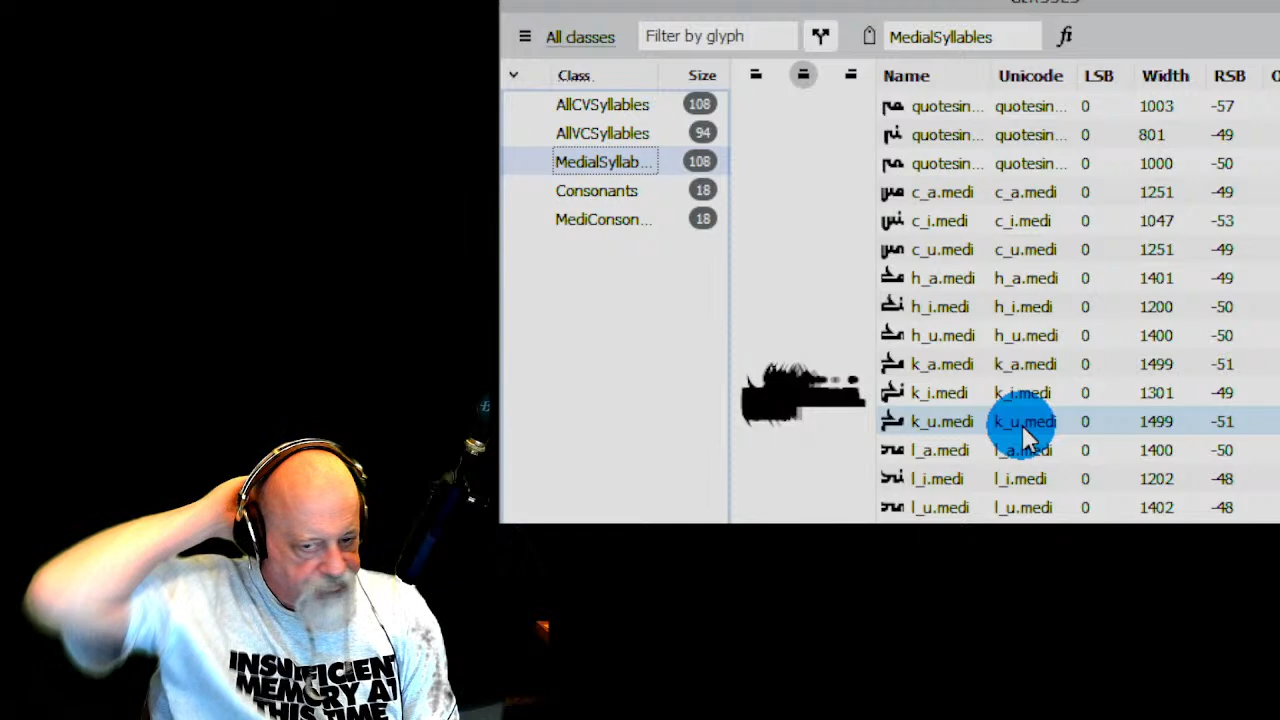 All classes Filter by glyph MedialSyllables fi
Class Size Name Unicode LSB Width RSB
AllCVSyllables 108
AllVCSyllables 94
MedialSyllab... 108
Consonants 18
MediConson... 18
quotesin... quotesin... 0 1003 -57
quotesin... quotesin... 0 801 -49
quotesin... quotesin... 0 1000 -50
c_a.medi c_a.medi 0 1251 -49
c_i.medi c_i.medi 0 1047 -53
c_u.medi c_u.medi 0 1251 -49
h_a.medi h_a.medi 0 1401 -49
h_i.medi h_i.medi 0 1200 -50
h_u.medi h_u.medi 0 1400 -50
k_a.medi k_a.medi 0 1499 -51
k_i.medi k_i.medi 0 1301 -49
k_u.medi k_u.medi 0 1499 -51
l_a.medi l_a.medi 0 1400 -50
l_i.medi l_i.medi 0 1202 -48
l_u.medi l_u.medi 0 1402 -48
INSUFFICIENT
MEMORY AT
THIS TIME